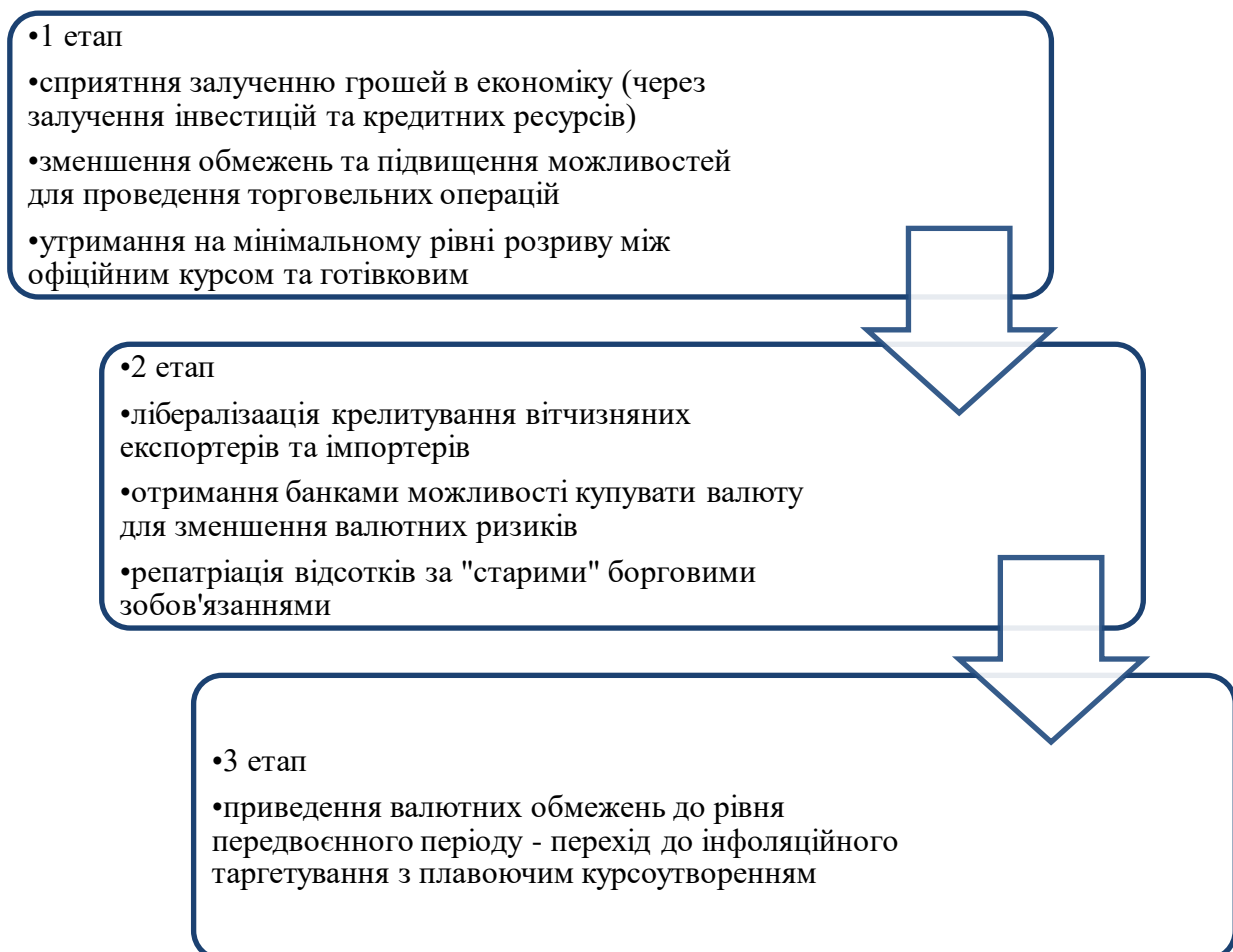 •1 етап
•сприятння залученню грошей в економіку (через
залучення інвестицій та кредитних ресурсів)
•зменшення обмежень та підвищення можливостей
для проведення торговельних операцій
•утримання на мінімальному рівні розриву між
офіційним курсом та готівковим
•2 етап
•лібералізаація крелитування вітчизняних
експортерів та імпортерів
•отримання банками можливості купувати валюту
для зменшення валютних ризиків
•репатріація відсотків за "старими" борговими
зобов'язаннями
•3 етап
•приведення валютних обмежень до рівня
передвоєнного періоду - перехід до інфоляційного
таргетування з плавоючим курсоутворенням